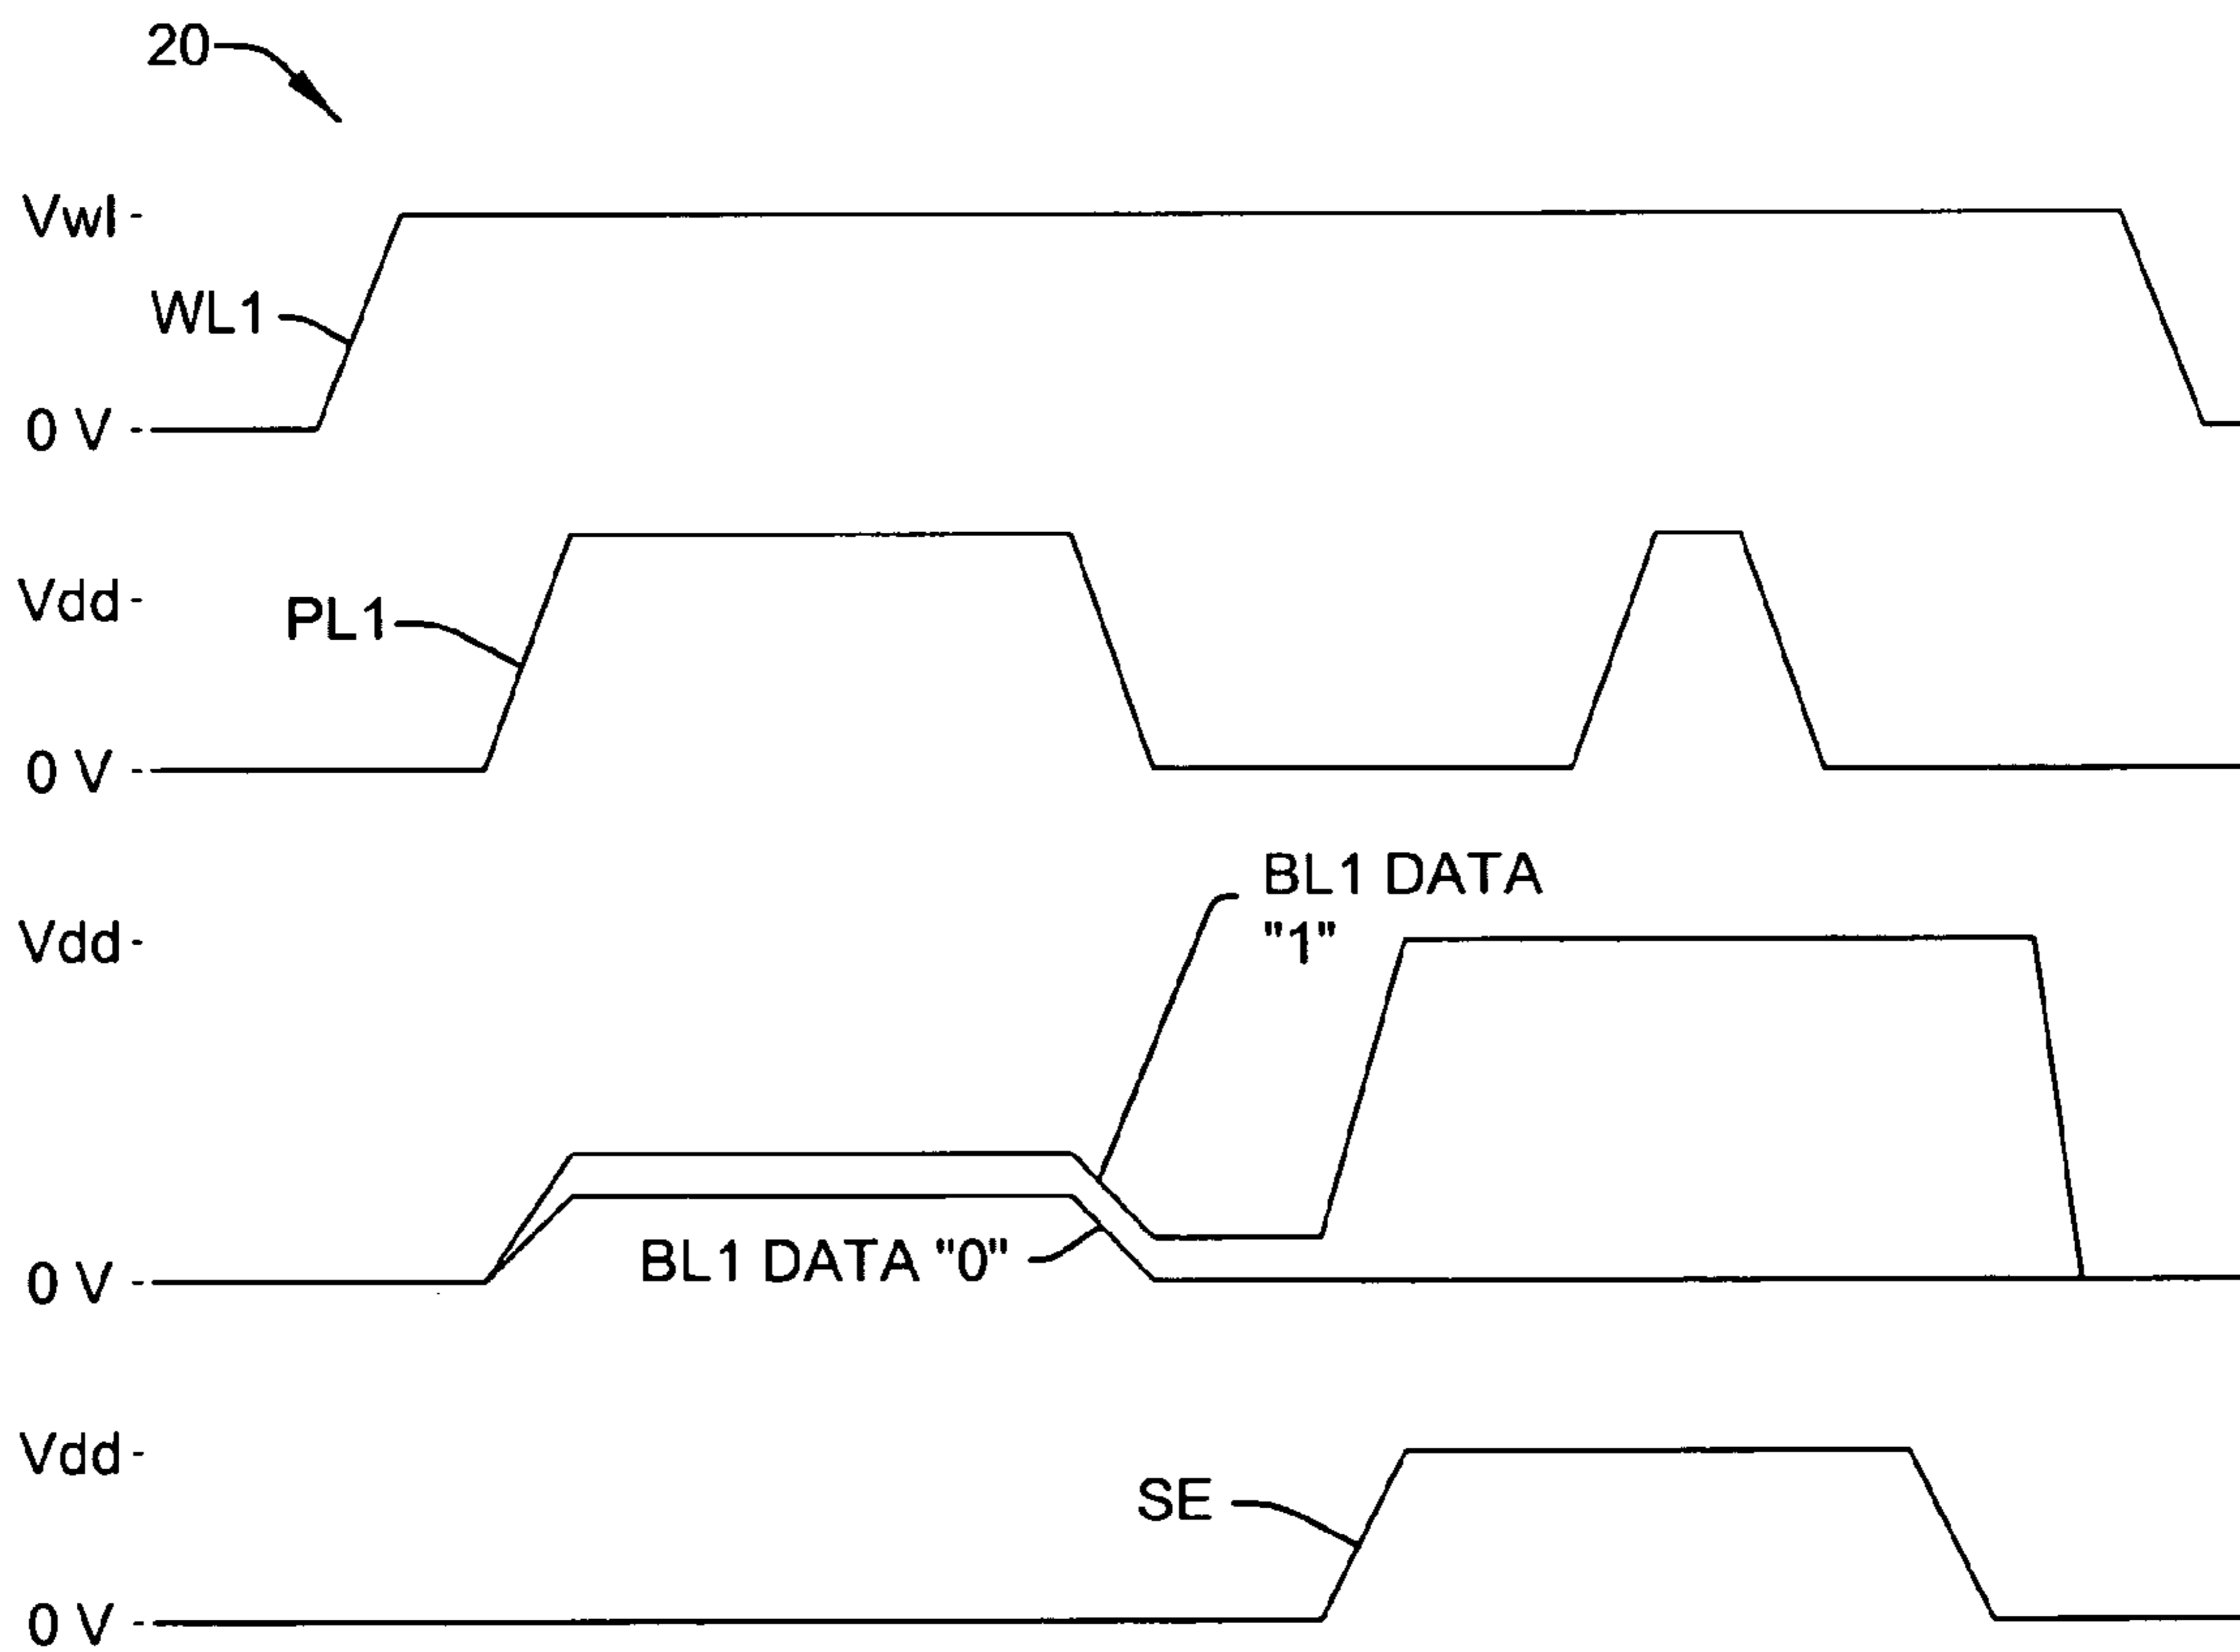 20
Vwl
WL1
0 V
Vdd
PL1
0 V
BL1 DATA
"1"
Vdd
BL1 DATA "0"
0 V
Vdd
SE
0 V